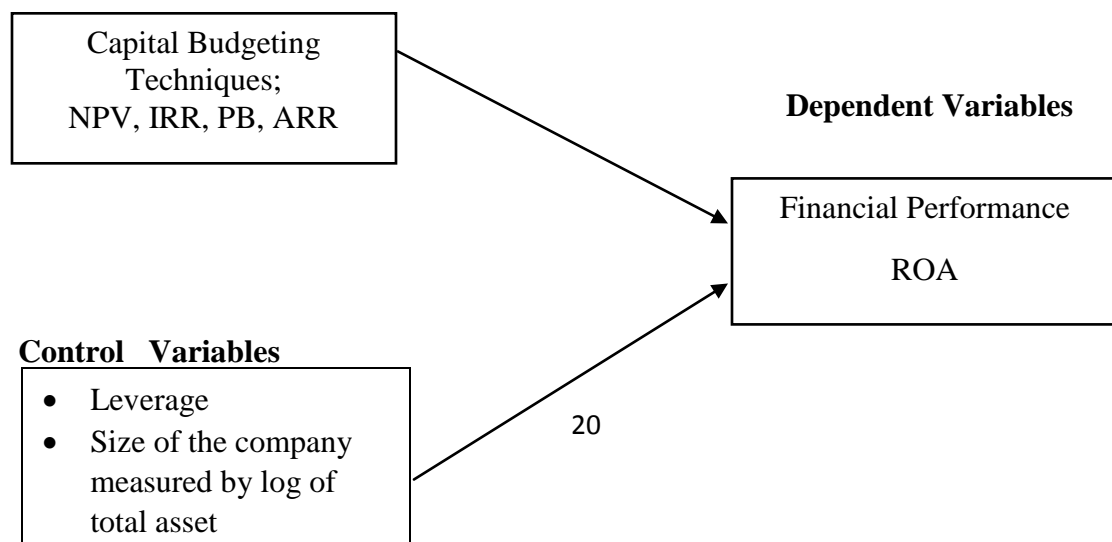 Capital Budgeting
Techniques;
NPV, IRR, PB, ARR
Dependent Variables
Financial Performance
ROA
Control Variables
• Leverage
• Size of the company
measured by log of
total asset
20